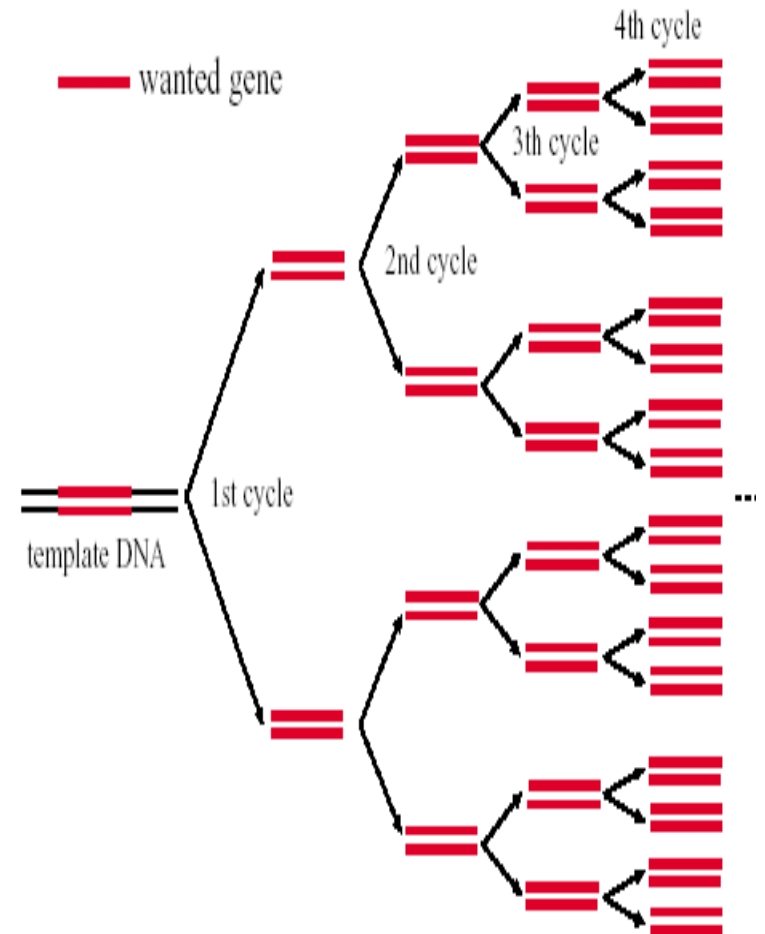 4th cycle
wanted gene
3th cycle
2nd cycle
1st cycle
template DNA
...